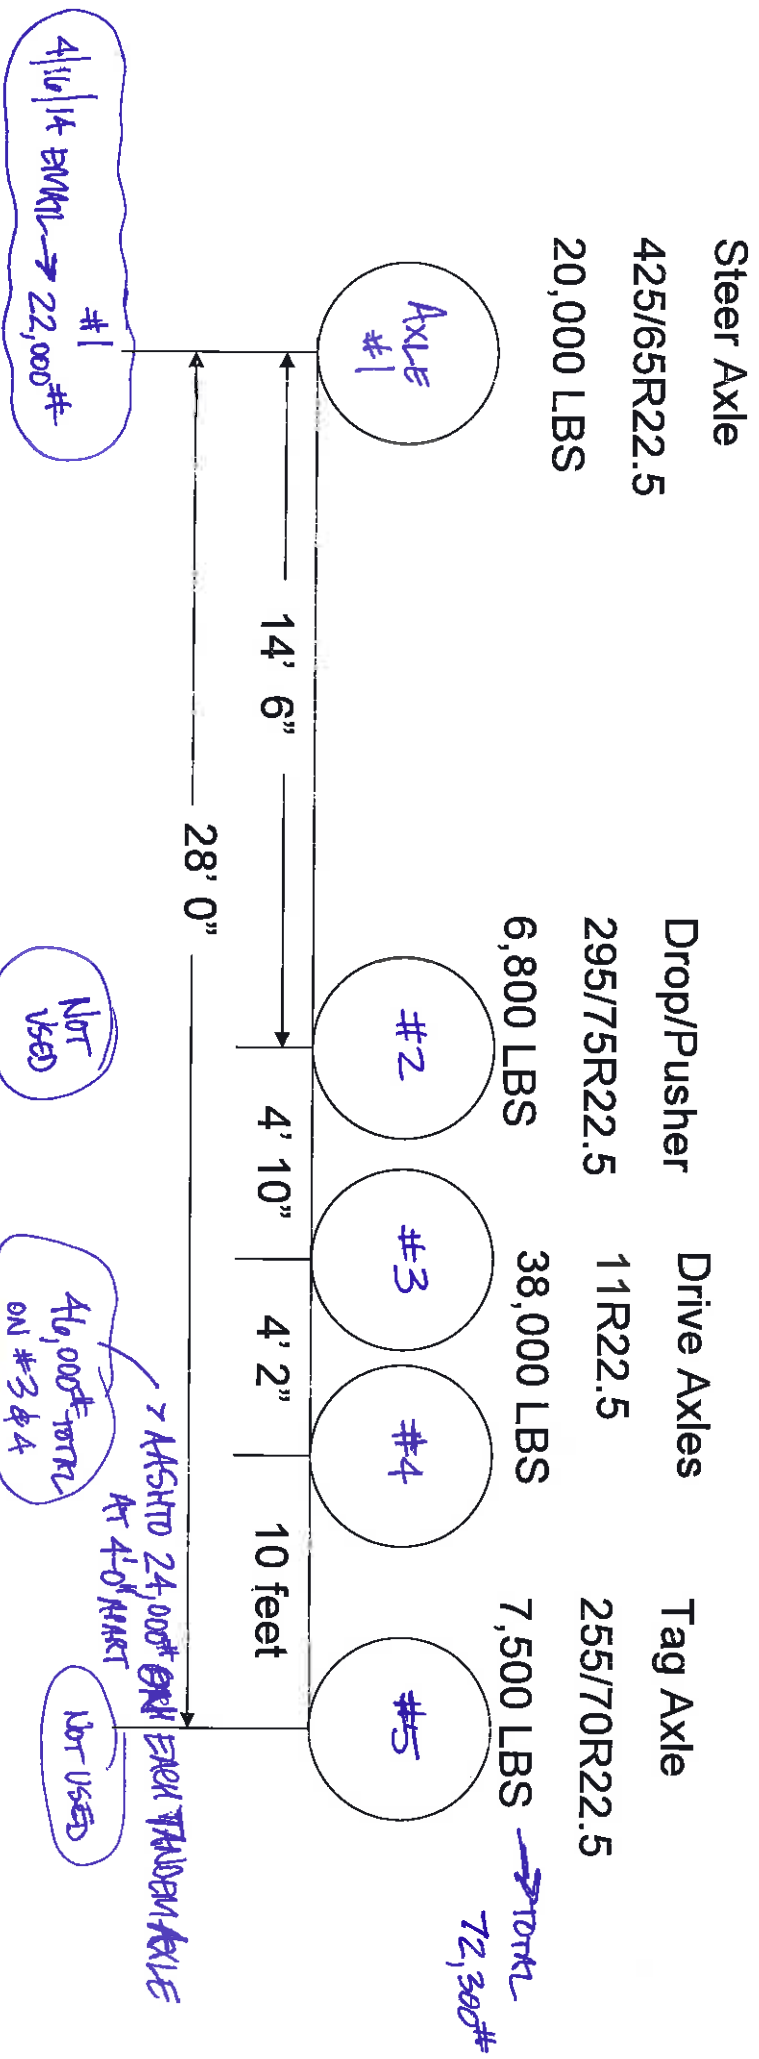 Steer Axle
425/65R22.5
20,000 LBS
Drop/Pusher
295/75R22.5
6,800 LBS
Drive Axles
11R22.5
38,000 LBS
Tag Axle
255/70R22.5
7,500 LBS → TOTAL
72,300#
AXLE
#1
#2
#3
#4
#5
14' 6"
4' 10"
4' 2"
10 feet
28' 0"
#1
4/16/14 EMAIL → 22,000#
NOT
USED
46,000# TOTAL
ON #3 & 4
→ AASHTO 24,000# ON EACH TANDEM AXLE
AT 4'-0" APART
NOT USED